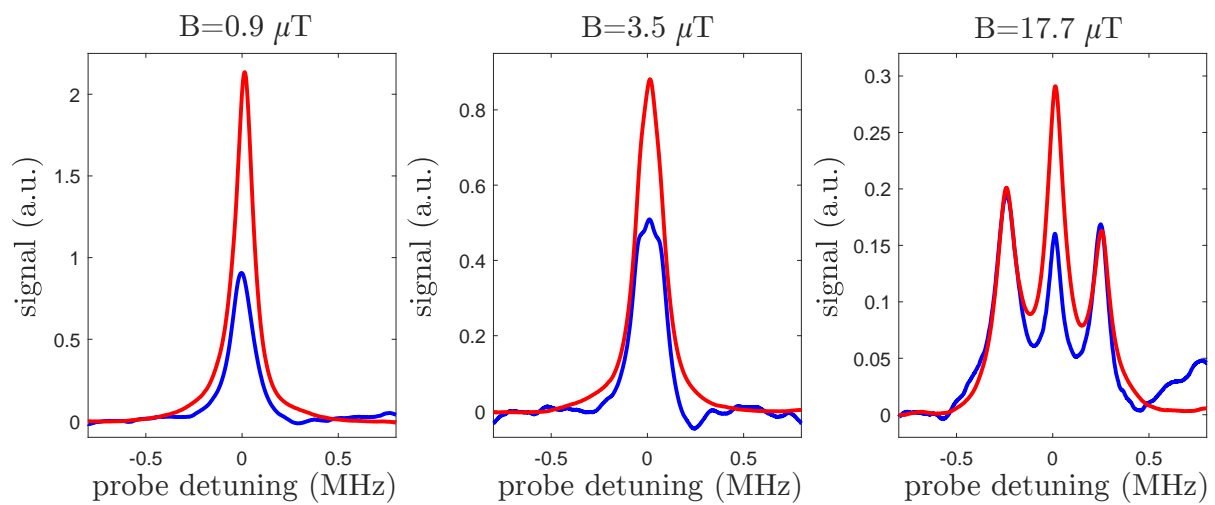 B=0.9 μT
signal (a.u.)
2
1.5
1
0.5
0
-0.5
0
0.5
probe detuning (MHz)
B=3.5 μT
signal (a.u.)
0.8
0.6
0.4
0.2
0
-0.5
0
0.5
probe detuning (MHz)
B=17.7 μT
signal (a.u.)
0.3
0.25
0.2
0.15
0.1
0.05
0
-0.5
0
0.5
probe detuning (MHz)